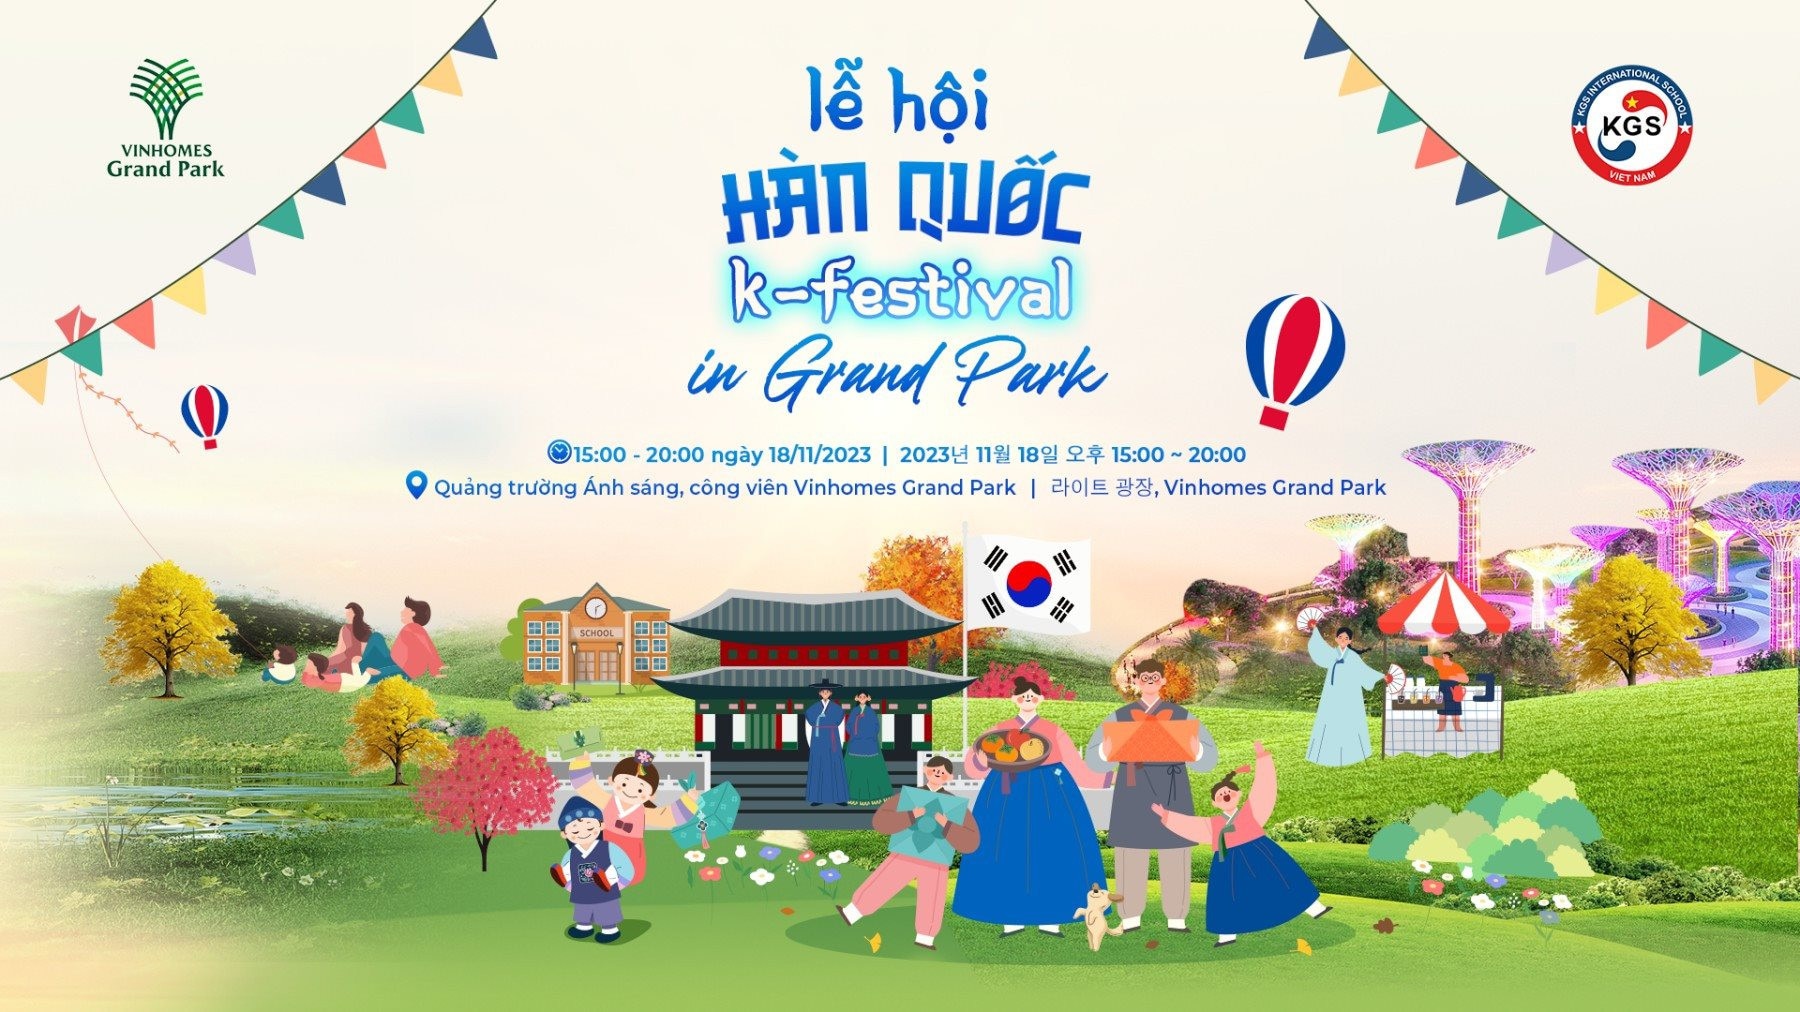 VINHOMES
Grand Park
KGS INTERNATIONAL SCHOOL
KGS
VIET NAM
lễ hội
HÀN QUỐC
k-festival
in Grand Park
15:00 - 20:00 ngày 18/11/2023 | 2023년 11월 18일 오후 15:00 ~ 20:00
Quảng trường Ánh sáng, công viên Vinhomes Grand Park | 라이트 광장, Vinhomes Grand Park
SCHOOL